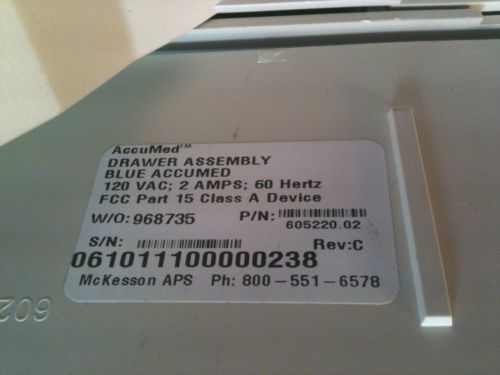 AccuMed™
DRAWER ASSEMBLY
BLUE ACCUMED
120 VAC; 2 AMPS; 60 Hertz
FCC Part 15 Class A Device
W/O: 968735 P/N:
605220.02
S/N: Rev:C
061011100000238
McKesson APS Ph: 800-551-6578
602